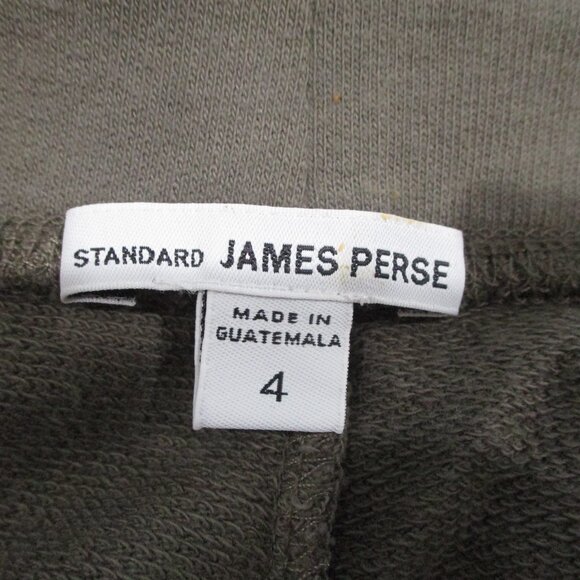 STANDARD JAMES PERSE
MADE IN
GUATEMALA
4